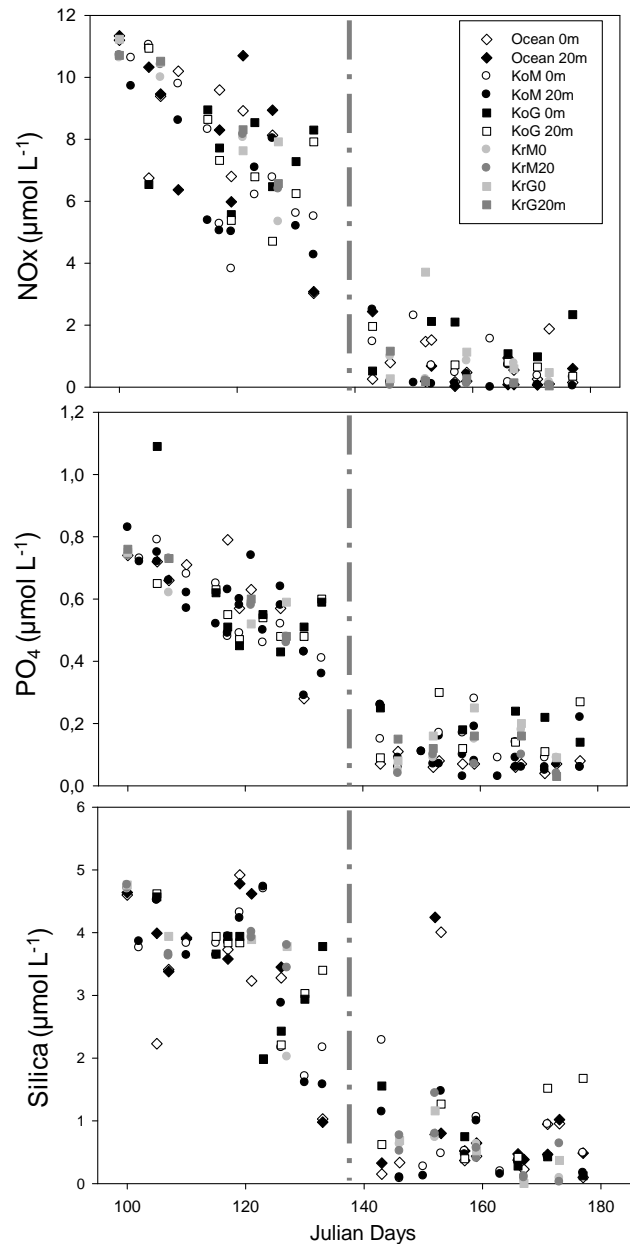 12
10
8
6
4
2
0
NOx (µmol L-1)
Ocean 0m
Ocean 20m
KoM 0m
KoM 20m
KoG 0m
KoG 20m
KrM0
KrM20
KrG0
KrG20m
1,2
1,0
0,8
0,6
0,4
0,2
0,0
PO4 (µmol L-1)
6
5
4
3
2
1
0
Silica (µmol L-1)
100 120 140 160 180
Julian Days